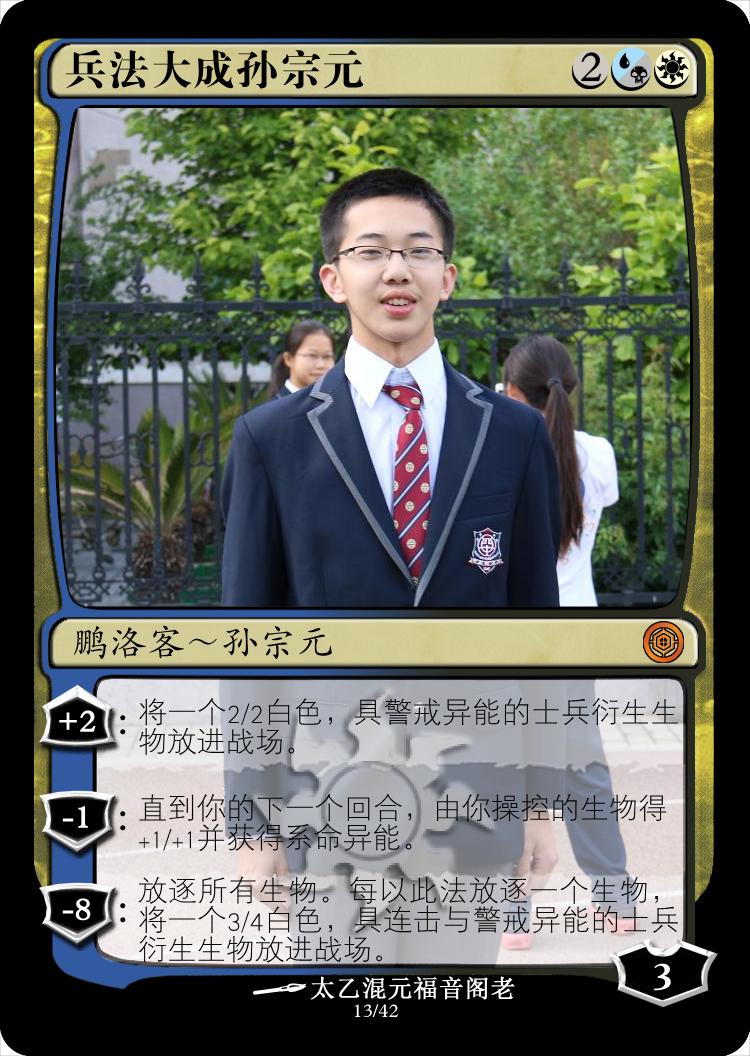 兵法大成孙宗元 2
鹏洛客～孙宗元
+2 : 将一个2/2白色，具警戒异能的士兵衍生生
物放进战场。
-1 : 直到你的下一个回合，由你操控的生物得
+1/+1并获得系命异能。
-8 : 放逐所有生物。每以此法放逐一个生物，
将一个3/4白色，具连击与警戒异能的士兵
衍生生物放进战场。
3
太乙混元福音阁老
13/42